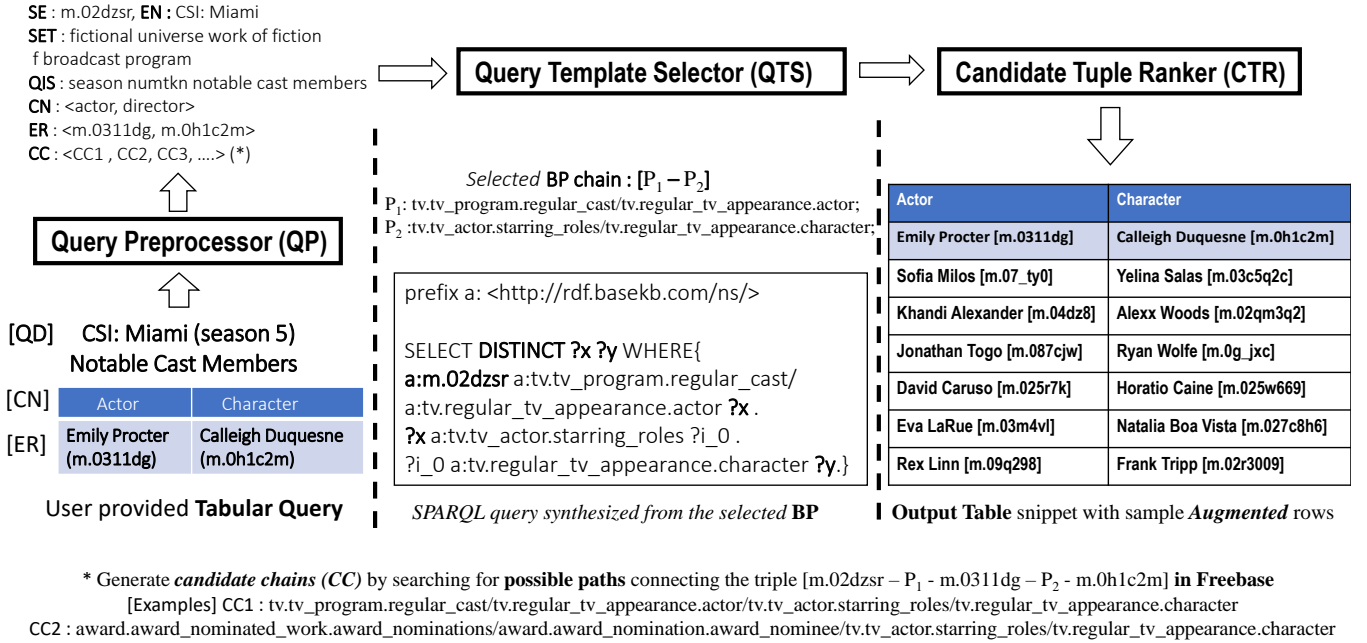 SE : m.02dzsr, EN : CSI: Miami
SET : fictional universe work of fiction
f broadcast program
QIS : season numtkn notable cast members
CN : <actor, director>
ER : <m.0311dg, m.0h1c2m>
CC : <CC1 , CC2, CC3, ....> (*)
Query Preprocessor (QP)
[QD] CSI: Miami (season 5)
Notable Cast Members
[CN] Actor Character
[ER] Emily Procter Calleigh Duquesne
(m.0311dg) (m.0h1c2m)
User provided Tabular Query
Query Template Selector (QTS)
Selected BP chain : [P1 – P2]
P1: tv.tv_program.regular_cast/tv.regular_tv_appearance.actor;
P2 :tv.tv_actor.starring_roles/tv.regular_tv_appearance.character;
prefix a: <http://rdf.basekb.com/ns/>
SELECT DISTINCT ?x ?y WHERE{
a:m.02dzsr a:tv.tv_program.regular_cast/
a:tv.regular_tv_appearance.actor ?x .
?x a:tv.tv_actor.starring_roles ?i_0 .
?i_0 a:tv.regular_tv_appearance.character ?y.}
SPARQL query synthesized from the selected BP
Candidate Tuple Ranker (CTR)
Actor Character
Emily Procter [m.0311dg] Calleigh Duquesne [m.0h1c2m]
Sofia Milos [m.07_ty0] Yelina Salas [m.03c5q2c]
Khandi Alexander [m.04dz8] Alexx Woods [m.02qm3q2]
Jonathan Togo [m.087cjw] Ryan Wolfe [m.0g_jxc]
David Caruso [m.025r7k] Horatio Caine [m.025w669]
Eva LaRue [m.03m4vl] Natalia Boa Vista [m.027c8h6]
Rex Linn [m.09q298] Frank Tripp [m.02r3009]
Output Table snippet with sample Augmented rows
* Generate candidate chains (CC) by searching for possible paths connecting the triple [m.02dzsr – P1 - m.0311dg – P2 - m.0h1c2m] in Freebase
[Examples] CC1 : tv.tv_program.regular_cast/tv.regular_tv_appearance.actor/tv.tv_actor.starring_roles/tv.regular_tv_appearance.character
CC2 : award.award_nominated_work.award_nominations/award.award_nomination.award_nominee/tv.tv_actor.starring_roles/tv.regular_tv_appearance.character